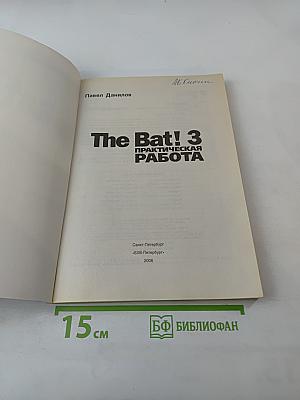 Павел Данилов
The Bat! 3
ПРАКТИЧЕСКАЯ
РАБОТА
Санкт-Петербург
«БХВ-Петербург»
2006
15 см
БФ БИБЛИОФАН